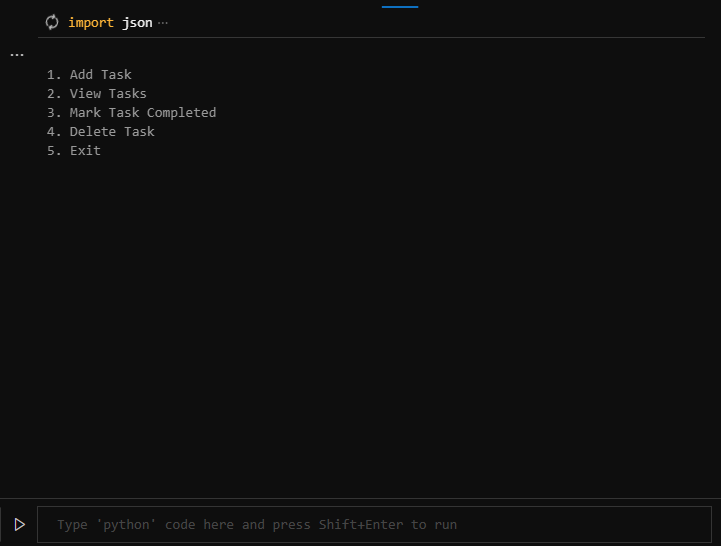 import json ...
...
1. Add Task
2. View Tasks
3. Mark Task Completed
4. Delete Task
5. Exit
Type 'python' code here and press Shift+Enter to run